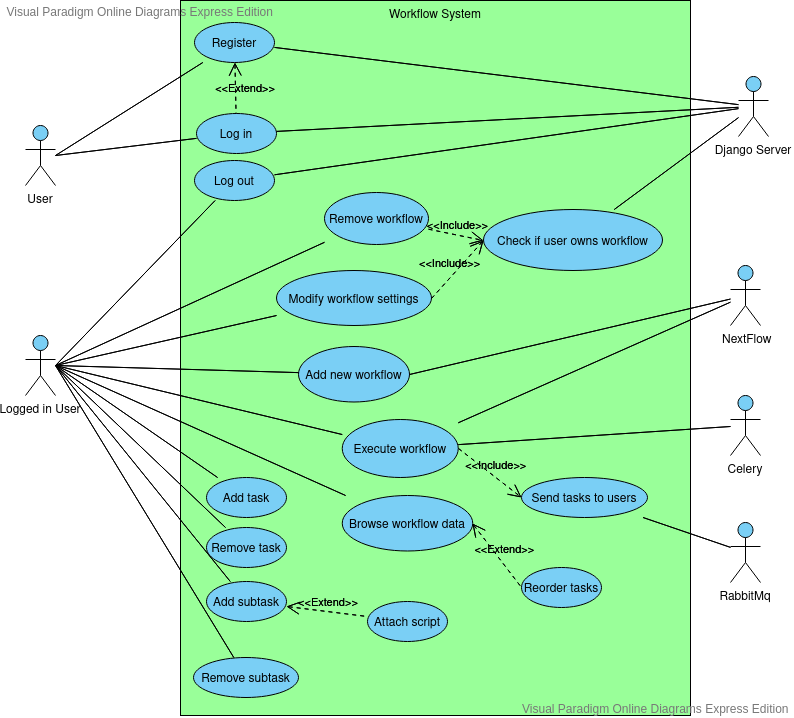 Visual Paradigm Online Diagrams Express Edition
Workflow System
Register
<<Extend>>
Log in
Log out
User
Django Server
Remove workflow
<<Include>>
Check if user owns workflow
<<Include>>
Modify workflow settings
NextFlow
Add new workflow
Logged in User
Execute workflow
<<Include>>
Celery
Add task
Send tasks to users
Browse workflow data
Remove task
<<Extend>>
Reorder tasks
RabbitMq
Add subtask
<<Extend>>
Attach script
Remove subtask
Visual Paradigm Online Diagrams Express Edition